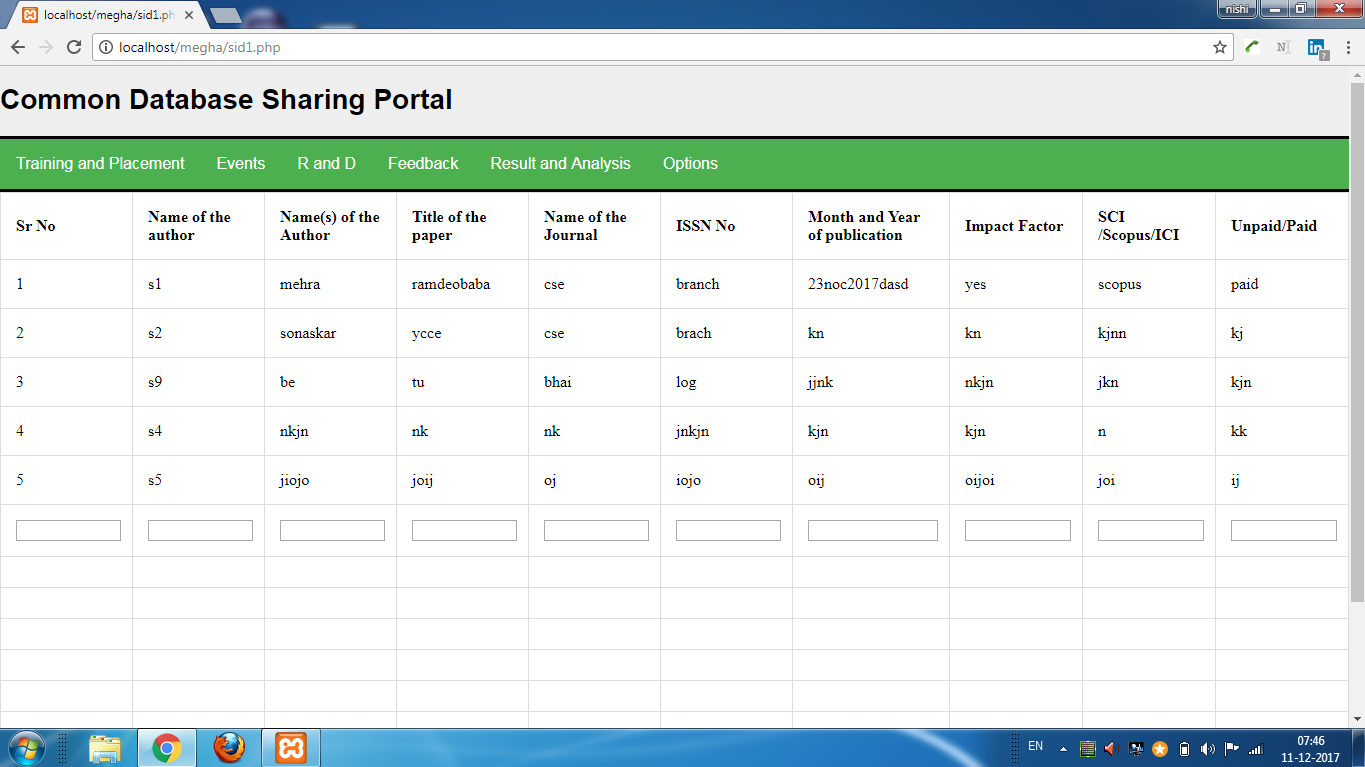 localhost/megha/sid1.ph
nishi
localhost/megha/sid1.php
Common Database Sharing Portal
Training and Placement Events R and D Feedback Result and Analysis Options
Sr No
Name of the
author
Name(s) of the
Author
Title of the
paper
Name of the
Journal
ISSN No
Month and Year
of publication
Impact Factor
SCI
/Scopus/ICI
Unpaid/Paid
1 s1 mehra ramdeobaba cse branch 23noc2017dasd yes scopus paid
2 s2 sonaskar ycce cse brach kn kn kjnn kj
3 s9 be tu bhai log jjnk nkjn jkn kjn
4 s4 nkjn nk nk jnkjn kjn kjn n kk
5 s5 jiojo joij oj iojo oij oijoi joi ij
EN
07:46
11-12-2017